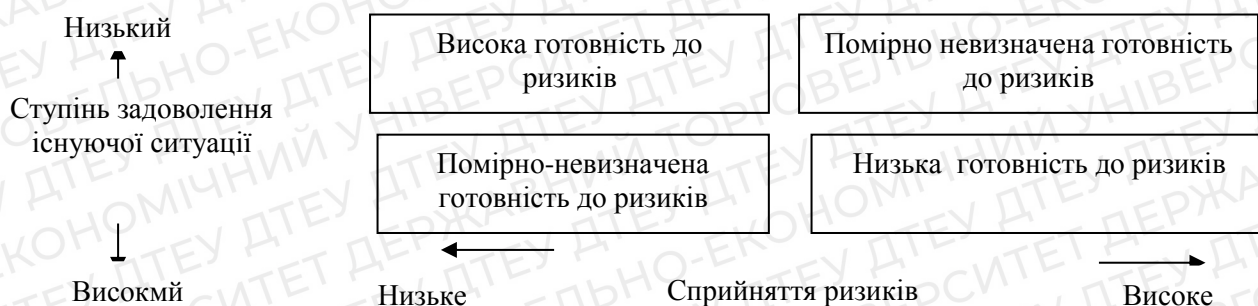 Низький
Ступінь задоволення
існуючої ситуації
Високмй
Висока готовність до
ризиків
Помірно невизначена готовність
до ризиків
Помірно-невизначена
готовність до ризиків
Низька готовність до ризиків
Низьке
Сприйняття ризиків
Високе